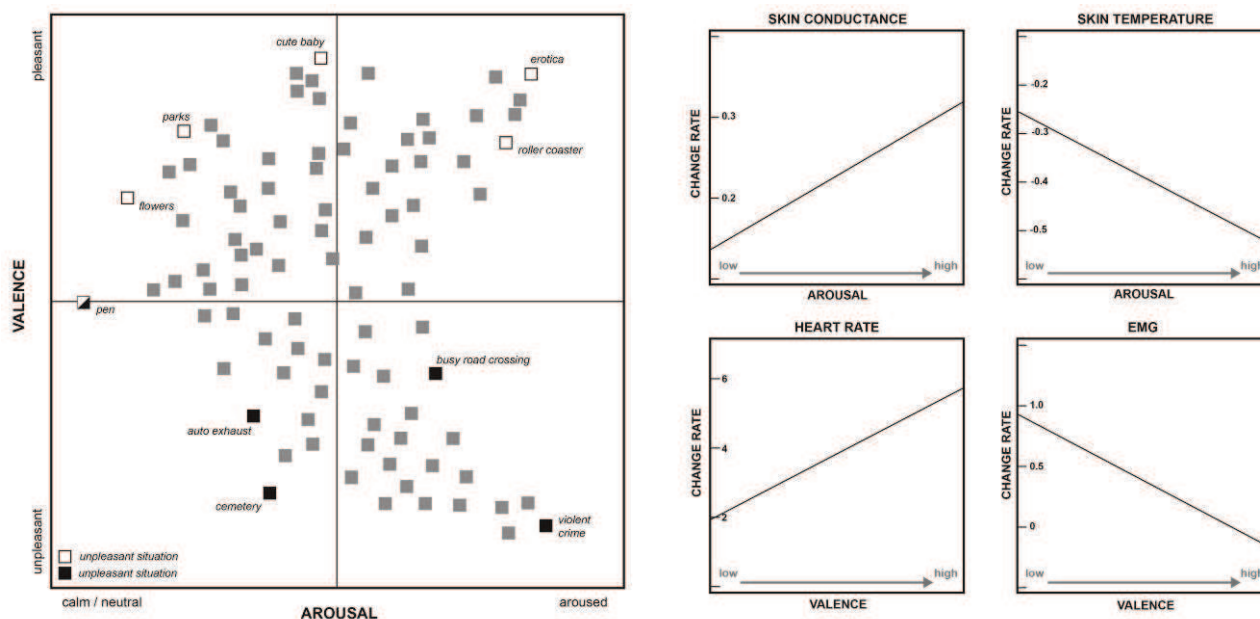 pleasant
VALENCE
unpleasant
cute baby
erotica
parks
roller coaster
flowers
pen
busy road crossing
auto exhaust
cemetery
violent
crime
unpleasant situation
unpleasant situation
calm / neutral
AROUSAL
aroused
SKIN CONDUCTANCE
CHANGE RATE
0.3
0.2
low
high
AROUSAL
SKIN TEMPERATURE
CHANGE RATE
-0.2
-0.3
-0.4
-0.5
low
high
AROUSAL
HEART RATE
CHANGE RATE
6
4
2
low
high
VALENCE
EMG
CHANGE RATE
1.0
0.5
0
low
high
VALENCE